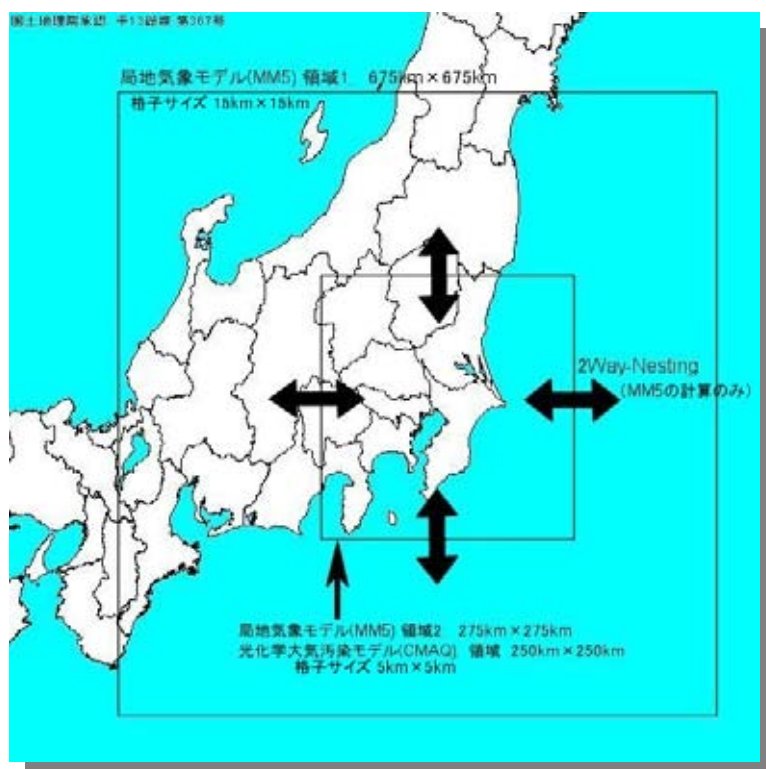 国土地理院承認 平13総複 第367号
局地気象モデル(MM5) 領域1 675km×675km
格子サイズ 15km×15km
2Way-Nesting
(MM5の計算のみ)
局地気象モデル(MM5) 領域2 275km×275km
光化学大気汚染モデル(CMAQ) 領域 250km×250km
格子サイズ 5km×5km